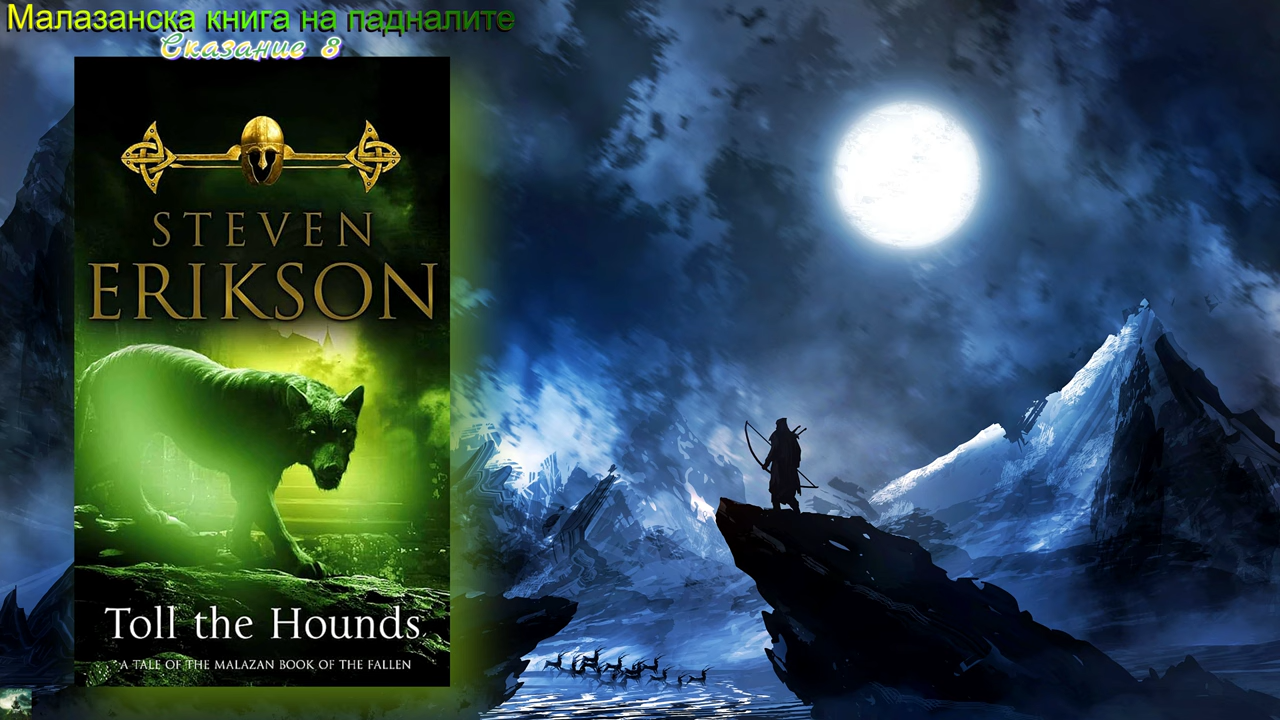 Малазанска книга на падналите
Сказание 8
STEVEN
ERIKSON
Toll the Hounds
A TALE OF THE MALAZAN BOOK OF THE FALLEN